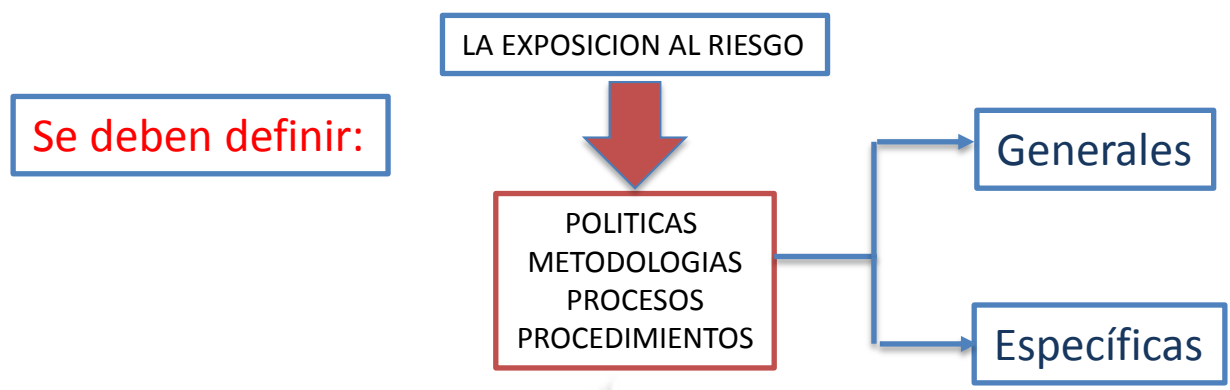 LA EXPOSICION AL RIESGO
Se deben definir:
Generales
POLITICAS
METODOLOGIAS
PROCESOS
PROCEDIMIENTOS
Específicas